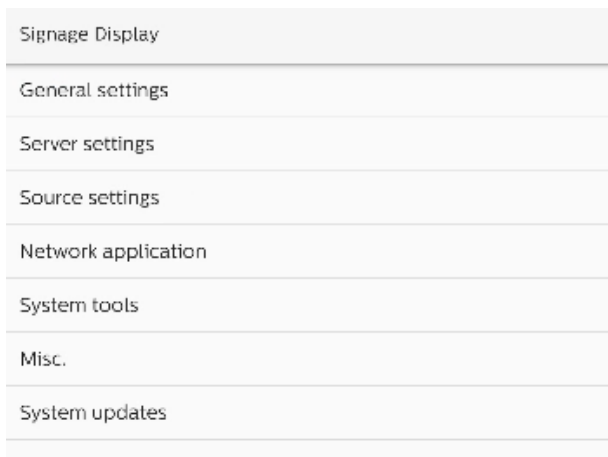 Signage Display
General settings
Server settings
Source settings
Network application
System tools
Misc.
System updates